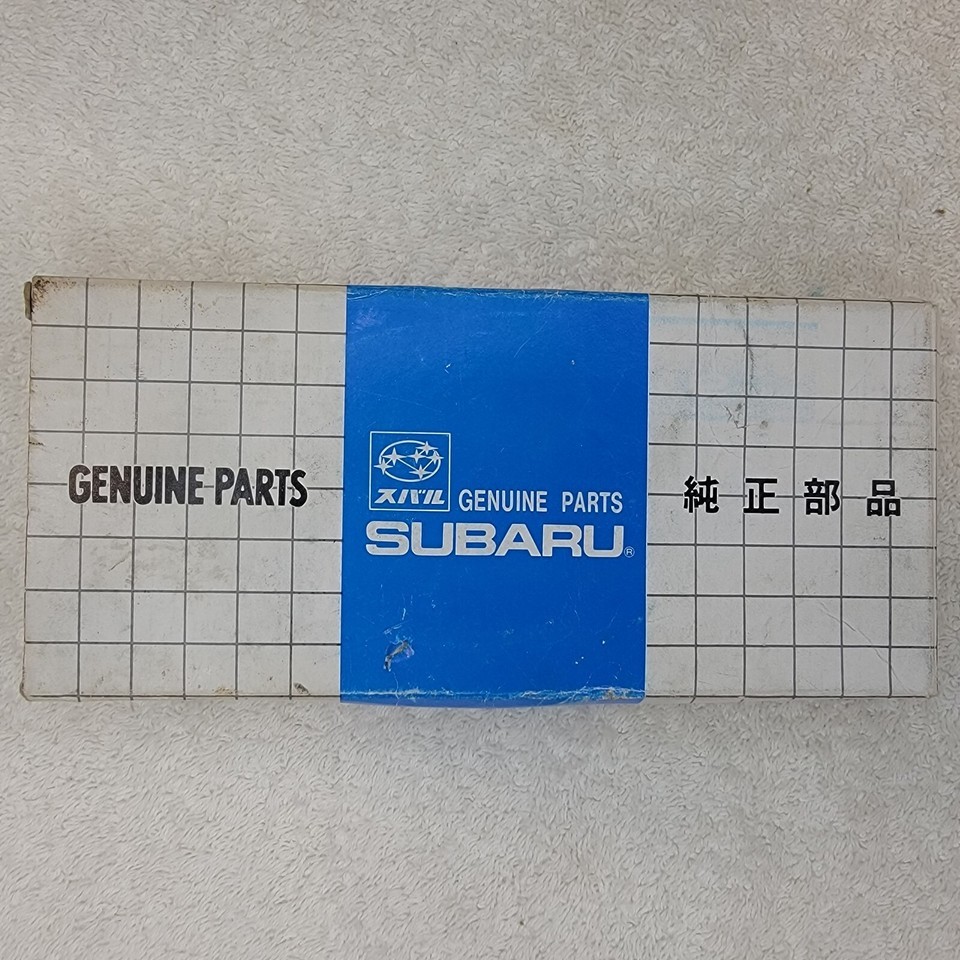 GENUINE PARTS
スバル
GENUINE PARTS
SUBARU®
純正部品